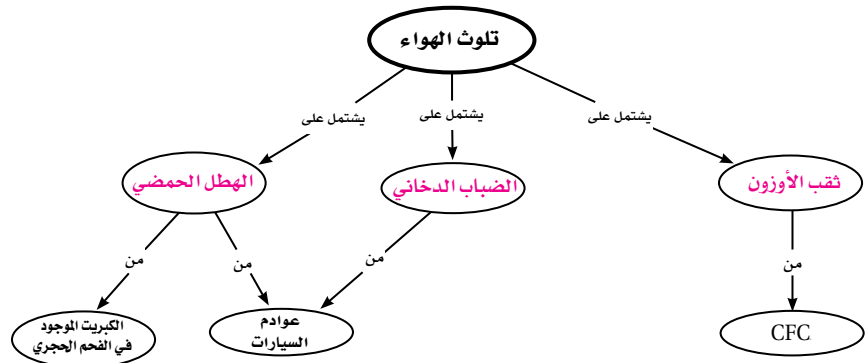 تلوث الهواء
يشتمل على
يشتمل على
يشتمل على
ثقب الأوزون
الضباب الدخاني
الهطل الحمضي
من
من
من
من
CFC
عوادم
السيارات
الكبريت الموجود
في الفحم الحجري